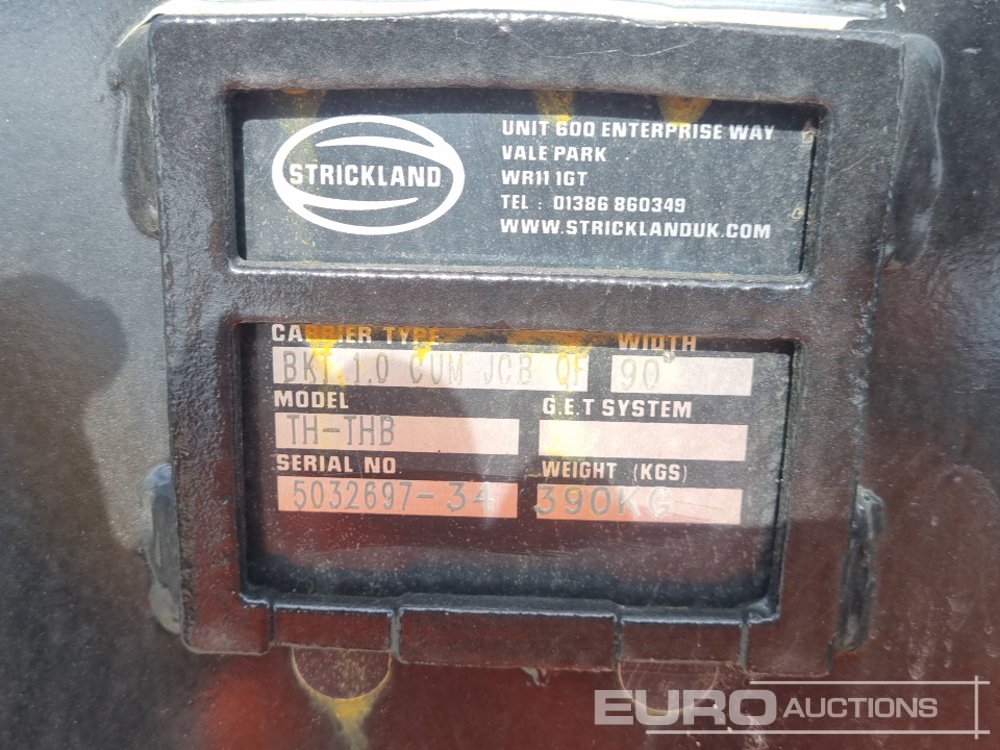 STRICKLAND
UNIT 600 ENTERPRISE WAY
VALE PARK
WR11 1GT
TEL : 01386 860349
WWW.STRICKLANDUK.COM
CARRIER TYPE
WIDTH
BKT 1.0 CUM JCB QF
90
MODEL
G.E.T SYSTEM
TH-THB
SERIAL NO
WEIGHT (KGS)
5032697-34
390KG
EURO AUCTIONS